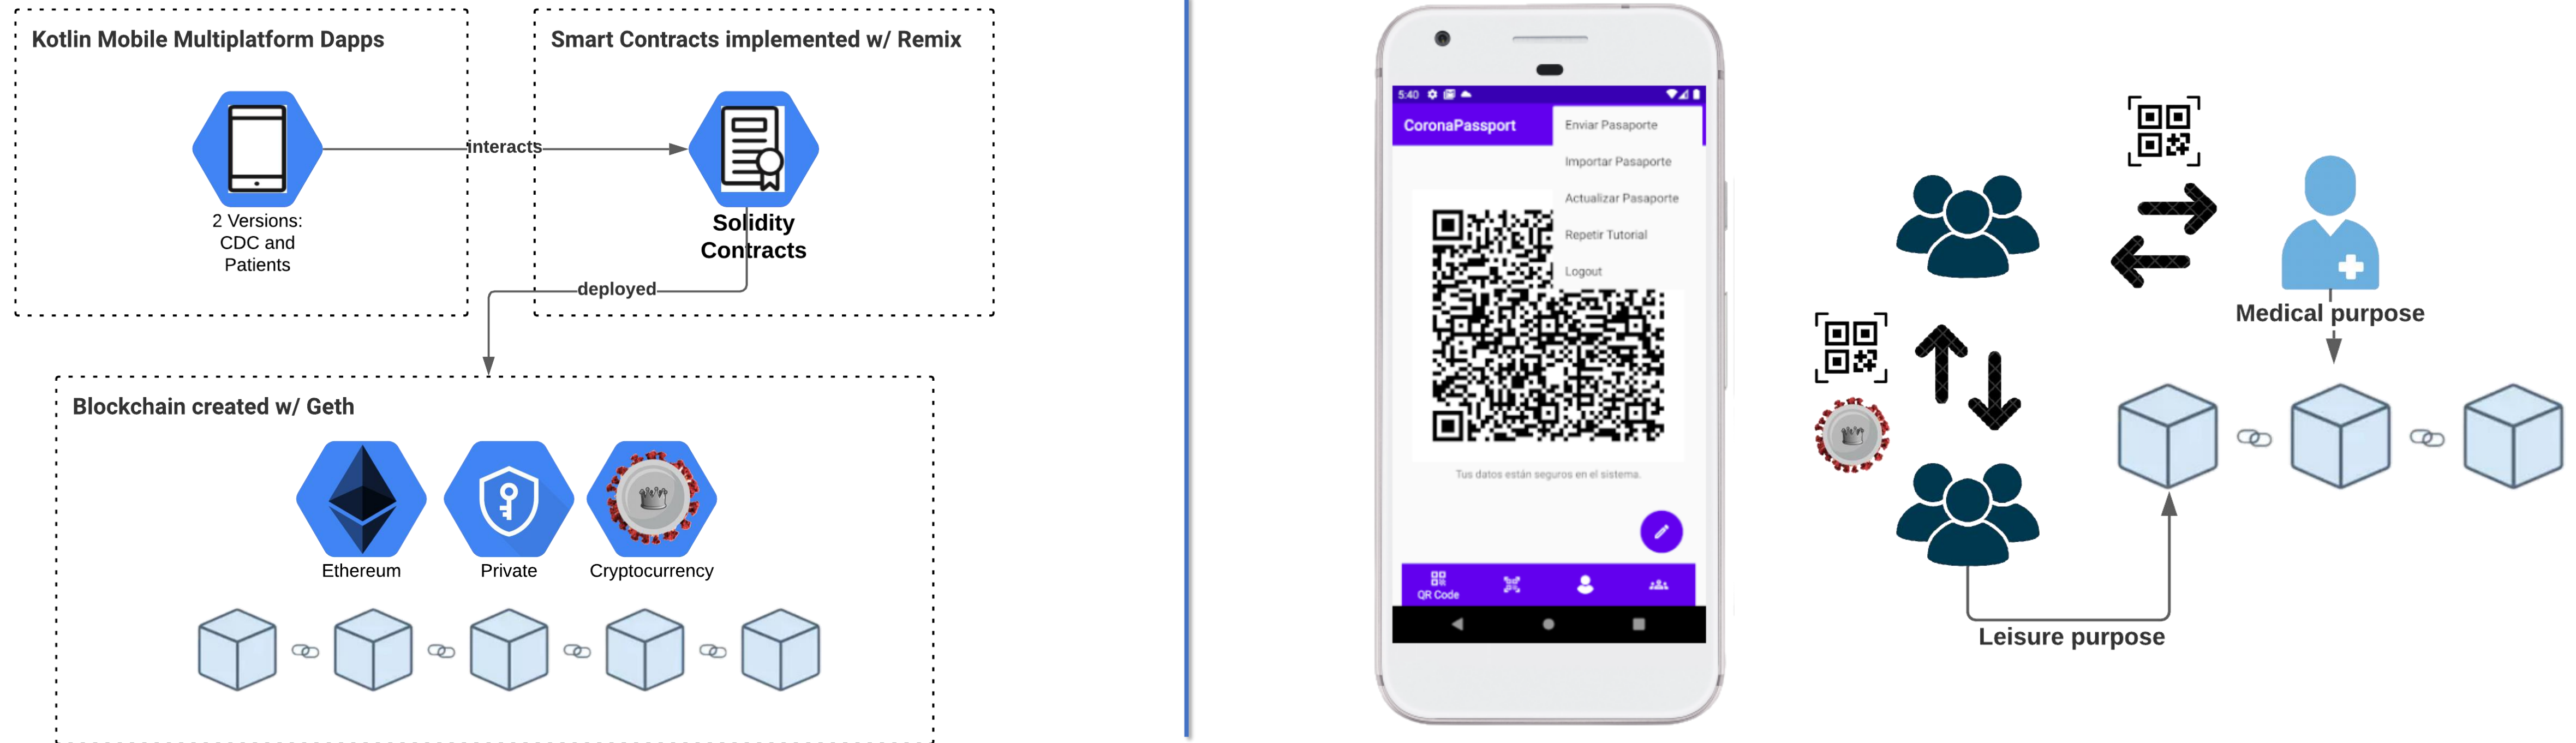 Kotlin Mobile Multiplatform Dapps
Smart Contracts implemented w/ Remix
interacts
2 Versions:
CDC and
Patients
Solidity
Contracts
deployed
Blockchain created w/ Geth
Ethereum
Private
Cryptocurrency
5:40
CoronaPassport
Enviar Pasaporte
Importar Pasaporte
Actualizar Pasaporte
Repetir Tutorial
Logout
Tus datos están seguros en el sistema.
QR Code
Medical purpose
Leisure purpose